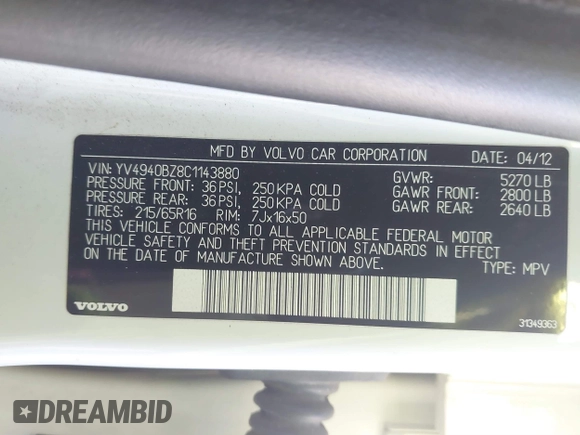 MFD BY VOLVO CAR CORPORATION DATE: 04/12
VIN: YV4940BZ8C1143880 GVWR: 5270 LB
PRESSURE FRONT: 36 PSI, 250 KPA COLD GAWR FRONT: 2800 LB
PRESSURE REAR: 36 PSI, 250 KPA COLD GAWR REAR: 2640 LB
TIRES: 215/65R16 RIM: 7Jx16x50
THIS VEHICLE CONFORMS TO ALL APPLICABLE FEDERAL MOTOR
VEHICLE SAFETY AND THEFT PREVENTION STANDARDS IN EFFECT
ON THE DATE OF MANUFACTURE SHOWN ABOVE. TYPE: MPV
VOLVO 31349363
DREAMBID